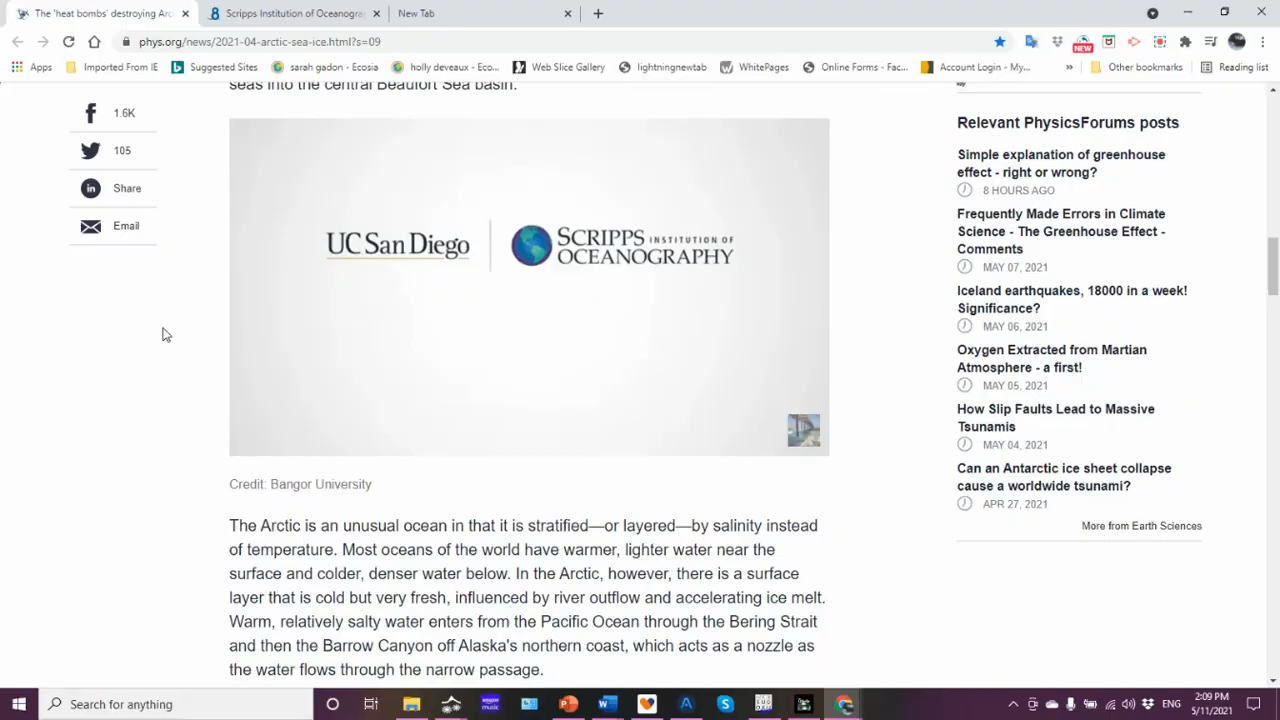 The 'heat bombs' destroying Arc
Scripps Institution of Oceanogra
New Tab
phys.org/news/2021-04-arctic-sea-ice.html?s=09
NEW
Apps
Imported From IE
Suggested Sites
sarah gadon - Ecosia
holly deveaux - Eco...
Web Slice Gallery
lightningnewtab
WhitePages
Online Forms - Fac...
Account Login - My...
»
Other bookmarks
Reading list
seas into the central Beaufort Sea basin.
1.6K
105
Share
Email
UC San Diego
SCRIPPS INSTITUTION OF
OCEANOGRAPHY
Credit: Bangor University
The Arctic is an unusual ocean in that it is stratified—or layered—by salinity instead
of temperature. Most oceans of the world have warmer, lighter water near the
surface and colder, denser water below. In the Arctic, however, there is a surface
layer that is cold but very fresh, influenced by river outflow and accelerating ice melt.
Warm, relatively salty water enters from the Pacific Ocean through the Bering Strait
and then the Barrow Canyon off Alaska's northern coast, which acts as a nozzle as
the water flows through the narrow passage.
Relevant PhysicsForums posts
Simple explanation of greenhouse
effect - right or wrong?
8 HOURS AGO
Frequently Made Errors in Climate
Science - The Greenhouse Effect -
Comments
MAY 07, 2021
Iceland earthquakes, 18000 in a week!
Significance?
MAY 06, 2021
Oxygen Extracted from Martian
Atmosphere - a first!
MAY 05, 2021
How Slip Faults Lead to Massive
Tsunamis
MAY 04, 2021
Can an Antarctic ice sheet collapse
cause a worldwide tsunami?
APR 27, 2021
More from Earth Sciences
Search for anything
amazon
music
ENG
2:09 PM
5/11/2021